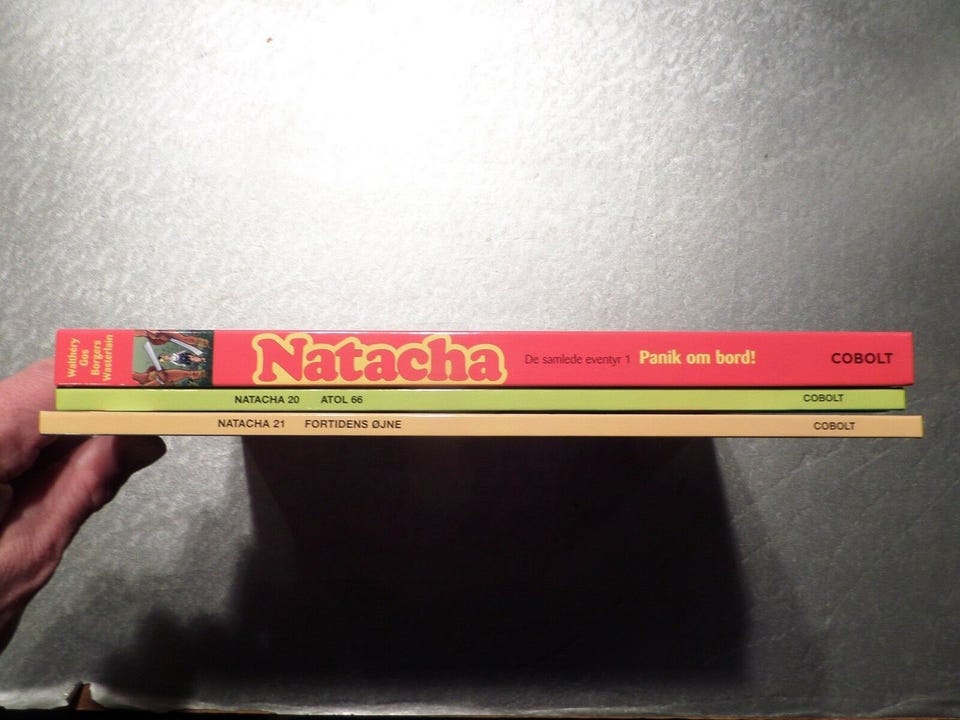 Walthéry
Gos
Borgers
Wasterlain
Natacha De samlede eventyr 1 Panik om bord! COBOLT
NATACHA 20 ATOL 66 COBOLT
NATACHA 21 FORTIDENS ØJNE COBOLT